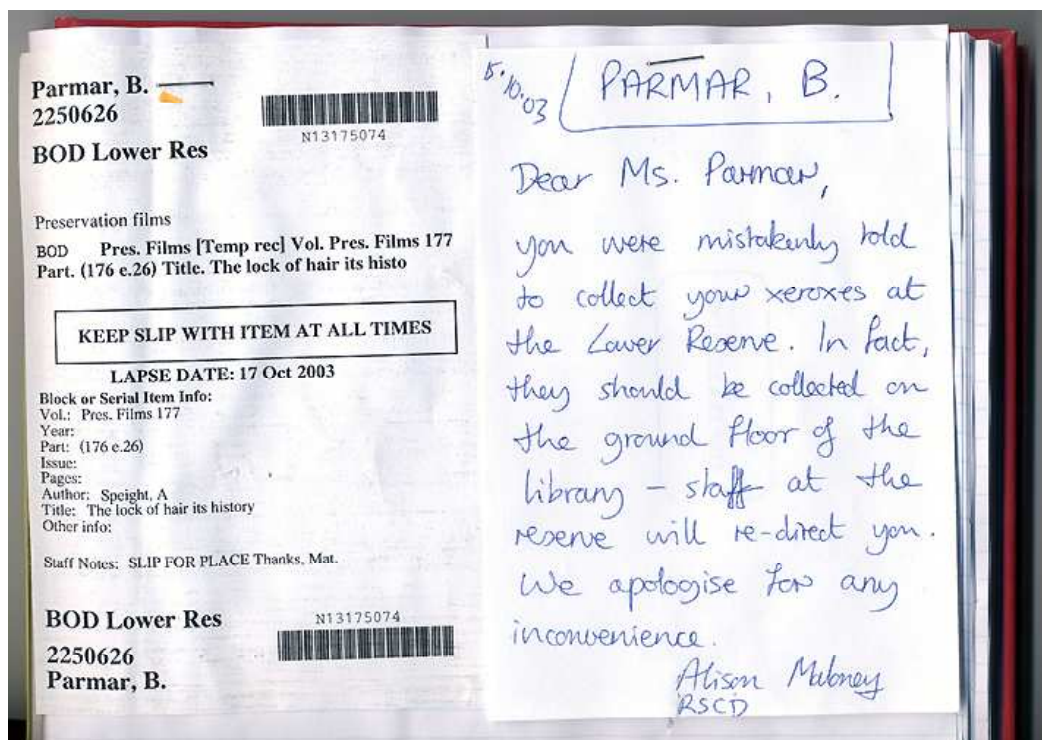 Parmar, B.
2250626
N13175074
BOD Lower Res
Preservation films
BOD Pres. Films [Temp rec] Vol. Pres. Films 177
Part. (176 e.26) Title. The lock of hair its histo
KEEP SLIP WITH ITEM AT ALL TIMES
LAPSE DATE: 17 Oct 2003
Block or Serial Item Info:
Vol.: Pres. Films 177
Year:
Part: (176 e.26)
Issue:
Pages:
Author: Speight, A
Title: The lock of hair its history
Other info:
Staff Notes: SLIP FOR PLACE Thanks, Mat.
BOD Lower Res
N13175074
2250626
Parmar, B.
5.10.03
PARMAR, B.
Dear Ms. Parmar,
you were mistakenly told
to collect your xeroxes at
the Lower Reserve. In fact,
they should be collected on
the ground floor of the
library – staff at the
reserve will re-direct you.
We apologise for any
inconvenience.
Alison Maloney
RSCD